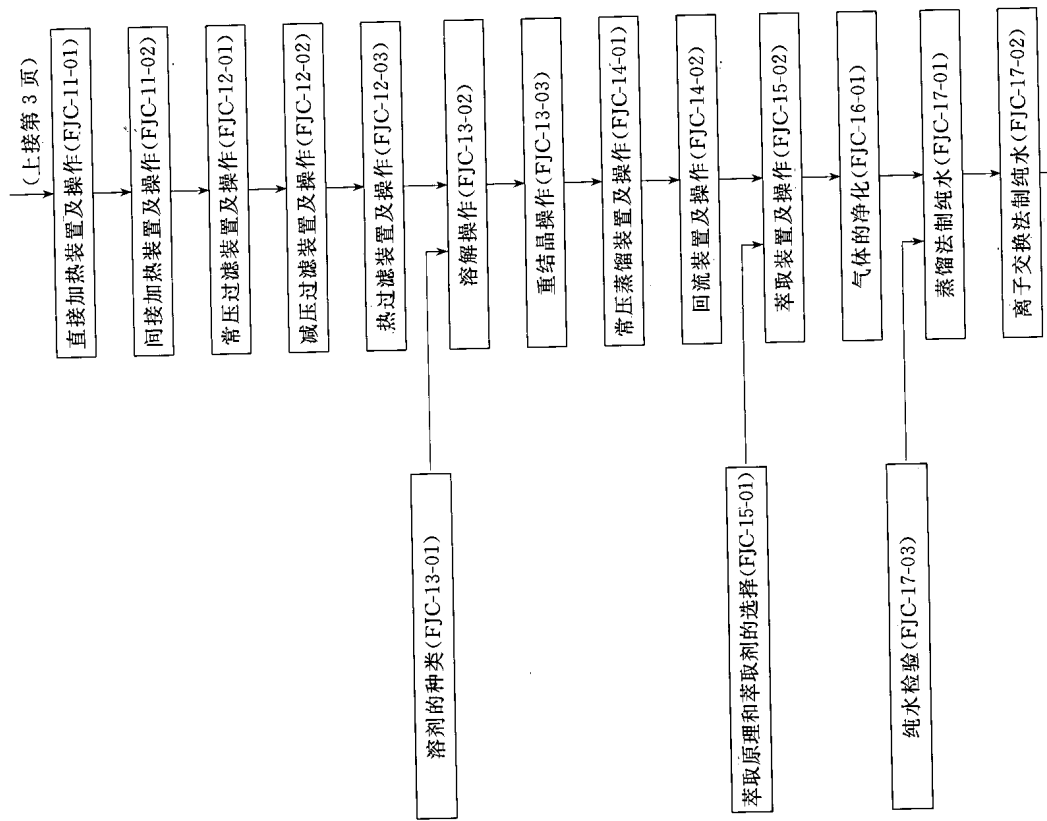 (上接第 3 页)
直接加热装置及操作(FJC-11-01)
间接加热装置及操作(FJC-11-02)
常压过滤装置及操作(FJC-12-01)
减压过滤装置及操作(FJC-12-02)
热过滤装置及操作(FJC-12-03)
溶剂的种类(FJC-13-01)
溶解操作(FJC-13-02)
重结晶操作(FJC-13-03)
常压蒸馏装置及操作(FJC-14-01)
回流装置及操作(FJC-14-02)
萃取原理和萃取剂的选择(FJC-15-01)
萃取装置及操作(FJC-15-02)
气体的净化(FJC-16-01)
纯水检验(FJC-17-03)
蒸馏法制纯水(FJC-17-01)
离子交换法制纯水(FJC-17-02)